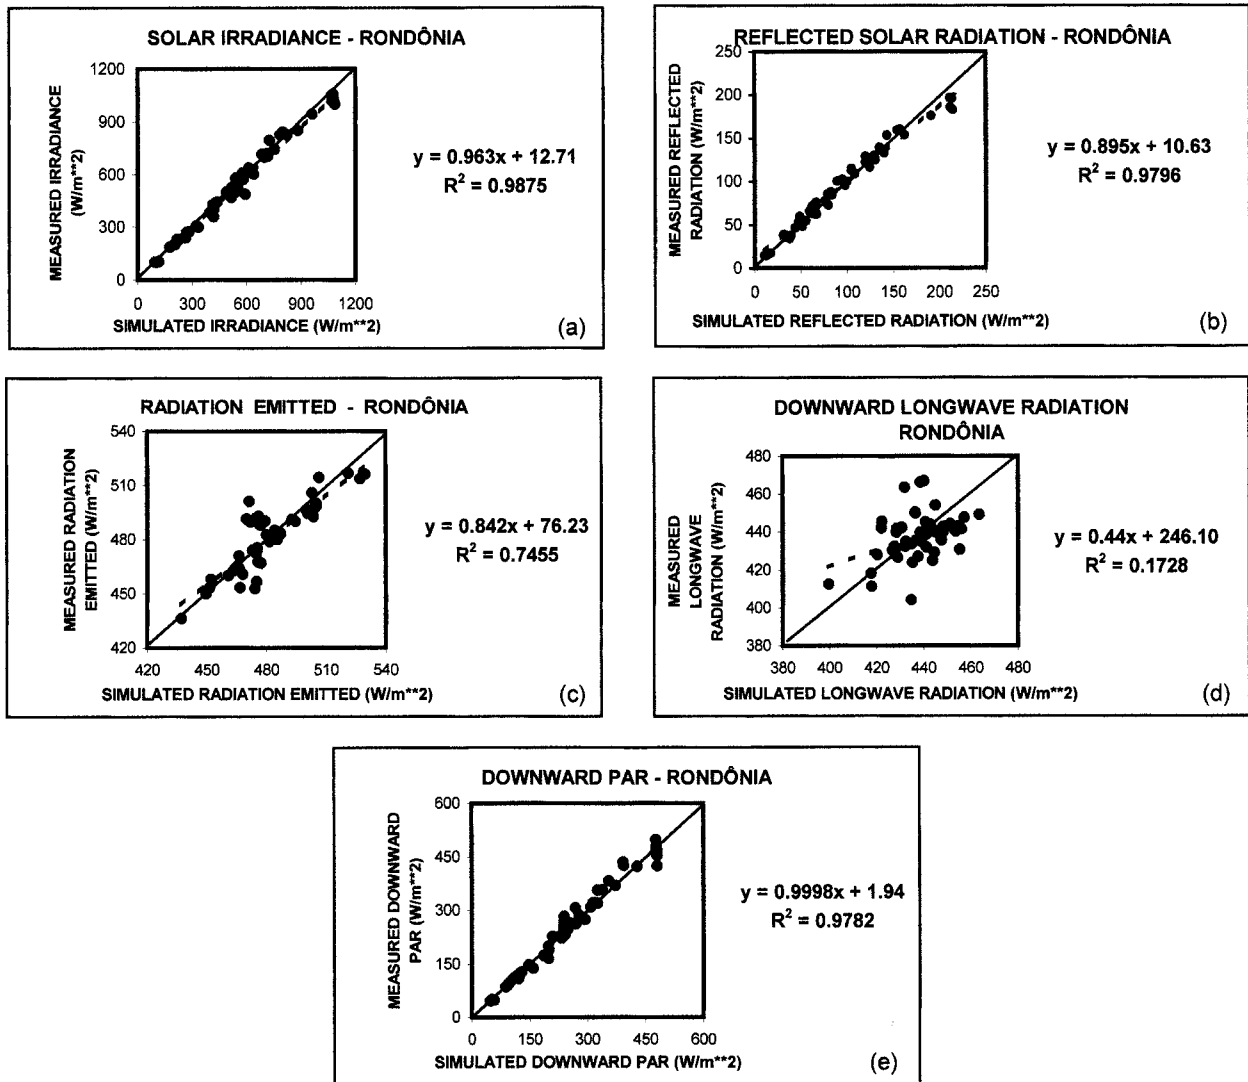 SOLAR IRRADIANCE - RONDÔNIA
MEASURED IRRADIANCE
(W/m**2)
1200
900
600
300
0
0 300 600 900 1200
SIMULATED IRRADIANCE (W/m**2)
y = 0.963x + 12.71
R² = 0.9875
(a)
REFLECTED SOLAR RADIATION - RONDÔNIA
MEASURED REFLECTED
RADIATION (W/m**2)
250
200
150
100
50
0
0 50 100 150 200 250
SIMULATED REFLECTED RADIATION (W/m**2)
y = 0.895x + 10.63
R² = 0.9796
(b)
RADIATION EMITTED - RONDÔNIA
MEASURED RADIATION
EMITTED (W/m**2)
540
510
480
450
420
420 450 480 510 540
SIMULATED RADIATION EMITTED (W/m**2)
y = 0.842x + 76.23
R² = 0.7455
(c)
DOWNWARD LONGWAVE RADIATION
RONDÔNIA
MEASURED
LONGWAVE
RADIATION (W/m**2)
480
460
440
420
400
380
380 400 420 440 460 480
SIMULATED LONGWAVE RADIATION (W/m**2)
y = 0.44x + 246.10
R² = 0.1728
(d)
DOWNWARD PAR - RONDÔNIA
MEASURED DOWNWARD
PAR (W/m**2)
600
450
300
150
0
0 150 300 450 600
SIMULATED DOWNWARD PAR (W/m**2)
y = 0.9998x + 1.94
R² = 0.9782
(e)